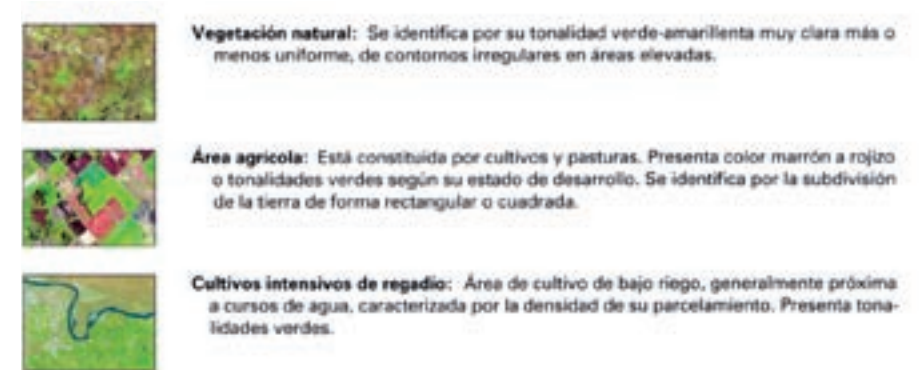 Vegetación natural: Se identifica por su tonalidad verde-amarillenta muy clara más o
menos uniforme, de contornos irregulares en áreas elevadas.
Área agrícola: Está constituida por cultivos y pasturas. Presenta color marrón a rojizo
o tonalidades verdes según su estado de desarrollo. Se identifica por la subdivisión
de la tierra de forma rectangular o cuadrada.
Cultivos intensivos de regadío: Área de cultivo de bajo riego, generalmente próxima
a cursos de agua, caracterizada por la densidad de su parcelamiento. Presenta tona-
lidades verdes.